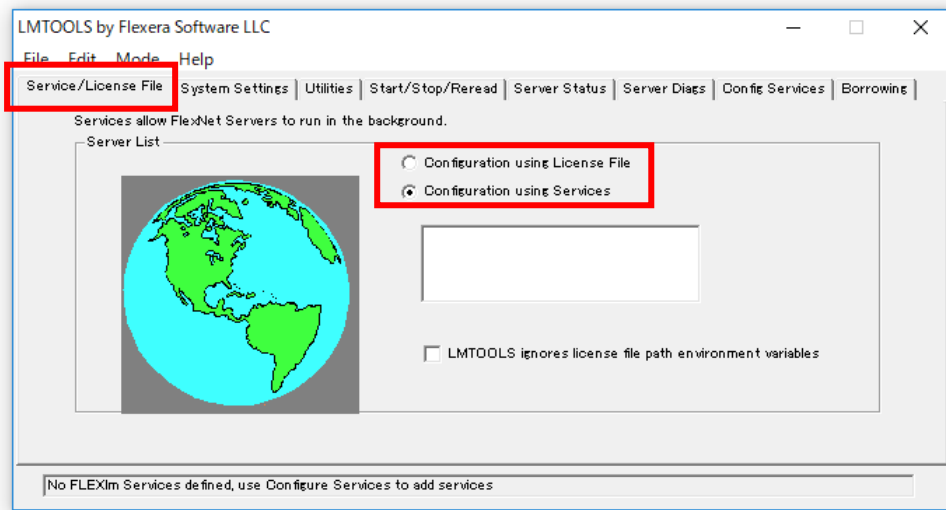 LMTOOLS by Flexera Software LLC
File Edit Mode Help
Service/License File System Settings Utilities Start/Stop/Reread Server Status Server Diags Config Services Borrowing
Services allow FlexNet Servers to run in the background.
Server List
Configuration using License File
Configuration using Services
LMTOOLS ignores license file path environment variables
No FLEXlm Services defined, use Configure Services to add services